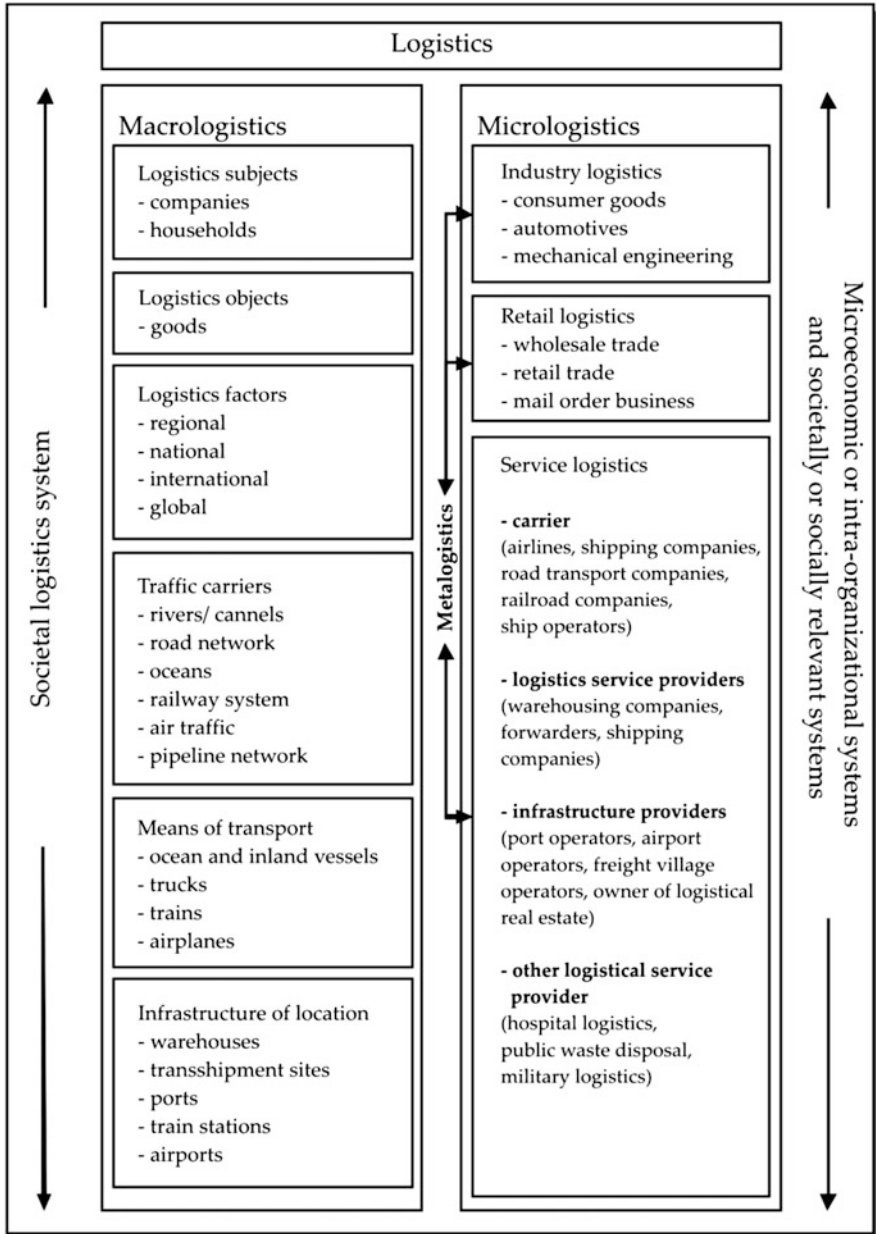 Logistics
Societal logistics system
Macrologistics
Logistics subjects
- companies
- households
Logistics objects
- goods
Logistics factors
- regional
- national
- international
- global
Traffic carriers
- rivers/ cannels
- road network
- oceans
- railway system
- air traffic
- pipeline network
Means of transport
- ocean and inland vessels
- trucks
- trains
- airplanes
Infrastructure of location
- warehouses
- transshipment sites
- ports
- train stations
- airports
Metalogistics
Micrologistics
Industry logistics
- consumer goods
- automotives
- mechanical engineering
Retail logistics
- wholesale trade
- retail trade
- mail order business
Service logistics
- carrier
(airlines, shipping companies,
road transport companies,
railroad companies,
ship operators)
- logistics service providers
(warehousing companies,
forwarders, shipping
companies)
- infrastructure providers
(port operators, airport
operators, freight village
operators, owner of logistical
real estate)
- other logistical service
provider
(hospital logistics,
public waste disposal,
military logistics)
Microeconomic or intra-organizational systems
and societally or socially relevant systems